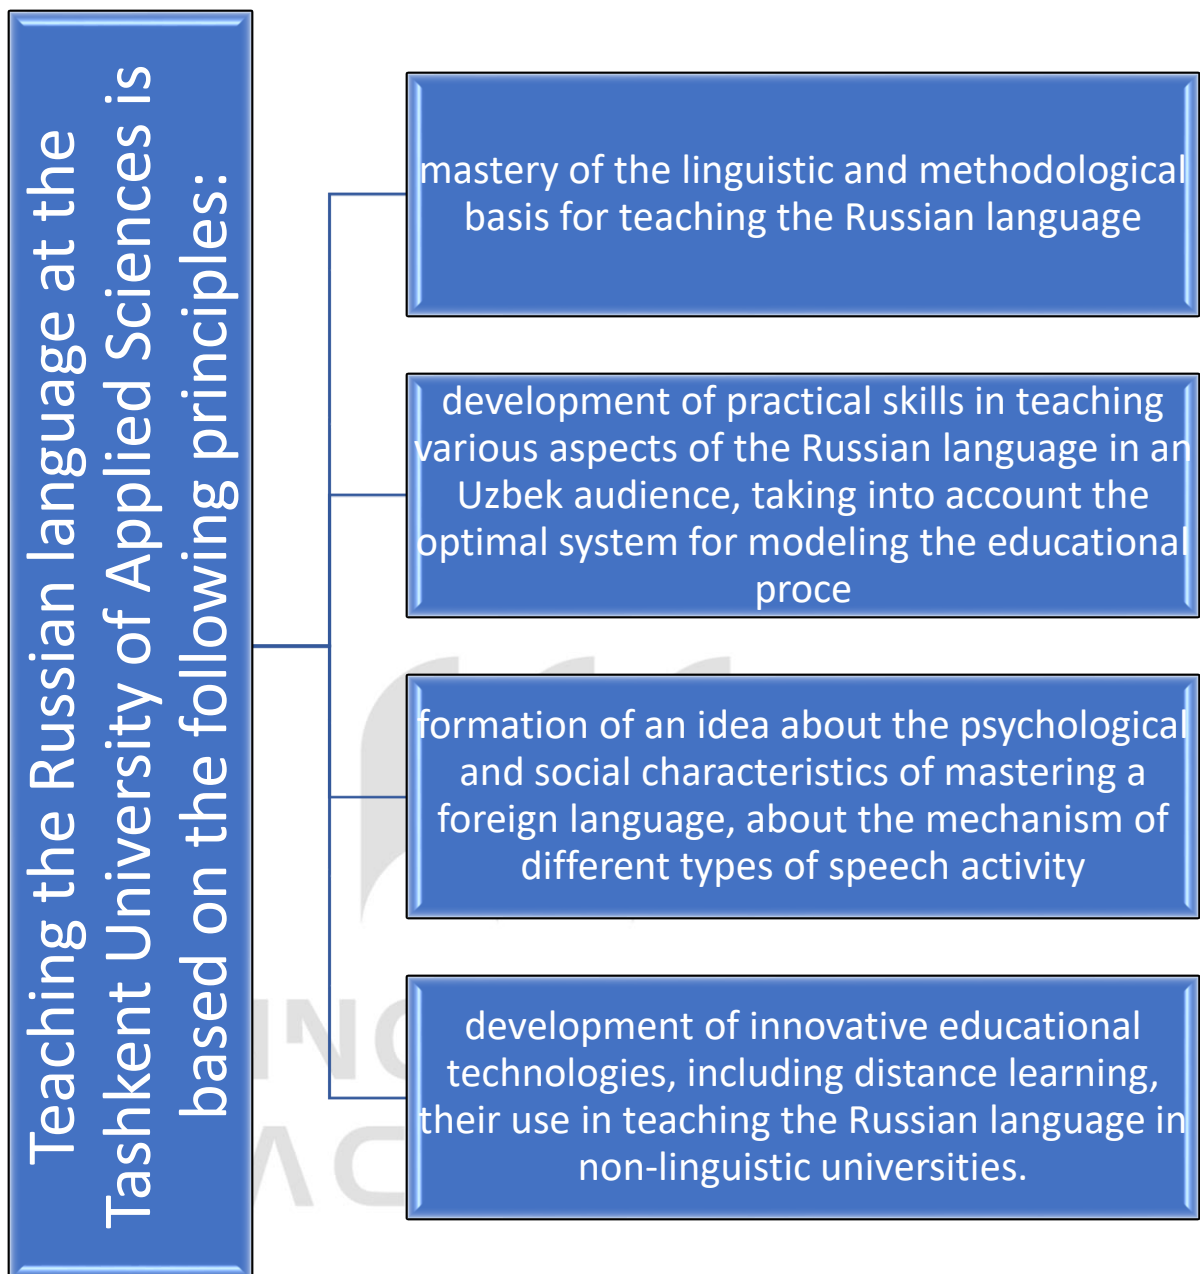 Teaching the Russian language at the
Tashkent University of Applied Sciences is
based on the following principles:
mastery of the linguistic and methodological
basis for teaching the Russian language
development of practical skills in teaching
various aspects of the Russian language in an
Uzbek audience, taking into account the
optimal system for modeling the educational
proce
formation of an idea about the psychological
and social characteristics of mastering a
foreign language, about the mechanism of
different types of speech activity
development of innovative educational
technologies, including distance learning,
their use in teaching the Russian language in
non-linguistic universities.